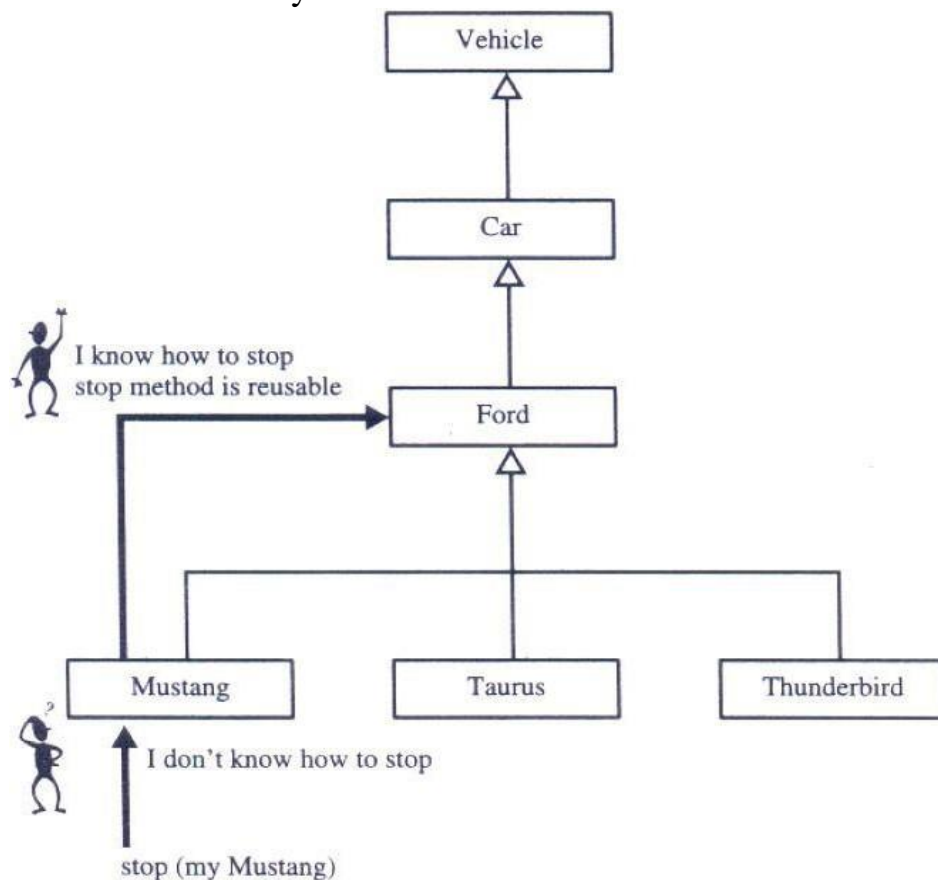 Vehicle
Car
I know how to stop
stop method is reusable
Ford
Mustang
Taurus
Thunderbird
?
I don't know how to stop
stop (my Mustang)